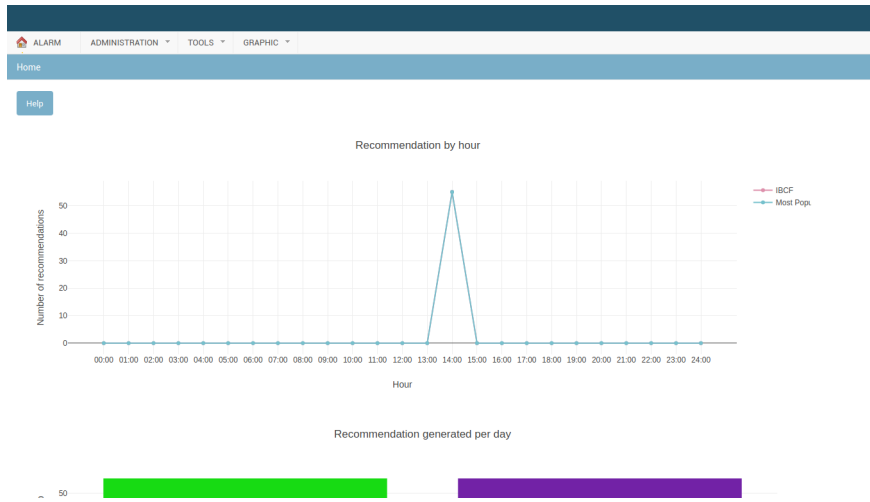 ALARM ADMINISTRATION TOOLS GRAPHIC
Home
Help
Recommendation by hour
IBCF
Most Popu
Number of recommendations
50
40
30
20
10
0
00:00 01:00 02:00 03:00 04:00 05:00 06:00 07:00 08:00 09:00 10:00 11:00 12:00 13:00 14:00 15:00 16:00 17:00 18:00 19:00 20:00 21:00 22:00 23:00 24:00
Hour
Recommendation generated per day
50